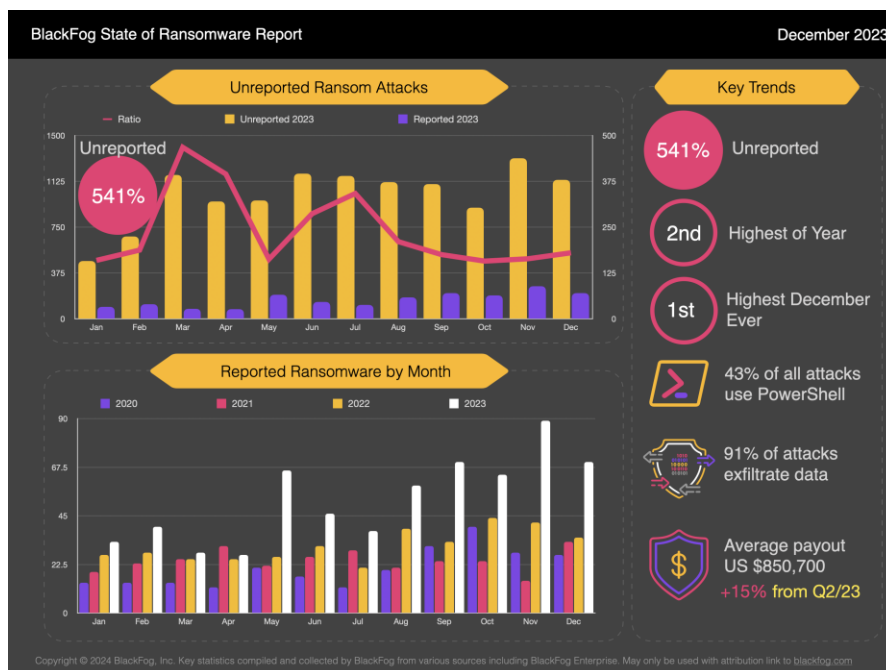 BlackFog State of Ransomware Report
December 2023
Unreported Ransom Attacks
Ratio
Unreported 2023
Reported 2023
Unreported
541%
1500
1125
750
375
0
500
375
250
125
0
Jan Feb Mar Apr May Jun Jul Aug Sep Oct Nov Dec
Reported Ransomware by Month
2020
2021
2022
2023
90
67.5
45
22.5
0
Jan Feb Mar Apr May Jun Jul Aug Sep Oct Nov Dec
Key Trends
541% Unreported
2nd Highest of Year
1st
Highest December
Ever
43% of all attacks
use PowerShell
91% of attacks
exfiltrate data
$
Average payout
US $850,700
+15% from Q2/23
Copyright © 2024 BlackFog, Inc. Key statistics compiled and collected by BlackFog from various sources including BlackFog Enterprise. May only be used with attribution link to blackfog.com